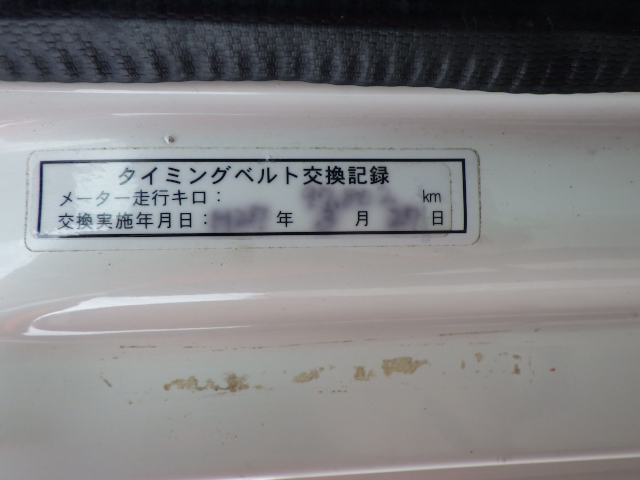 タイミングベルト交換記録
メーター走行キロ： km
交換実施年月日： 年 月 日